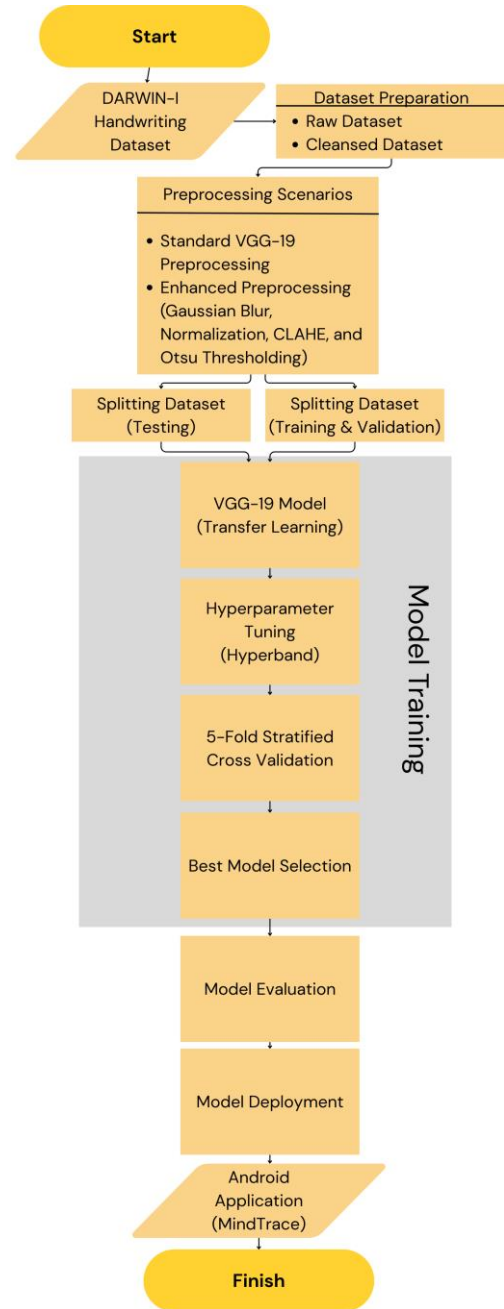 Start
DARWIN-I
Handwriting
Dataset
Dataset Preparation
• Raw Dataset
• Cleansed Dataset
Preprocessing Scenarios
• Standard VGG-19
Preprocessing
• Enhanced Preprocessing
(Gaussian Blur,
Normalization, CLAHE, and
Otsu Thresholding)
Splitting Dataset
(Testing)
Splitting Dataset
(Training & Validation)
VGG-19 Model
(Transfer Learning)
Hyperparameter
Tuning
(Hyperband)
5-Fold Stratified
Cross Validation
Best Model Selection
Model Training
Model Evaluation
Model Deployment
Android
Application
(MindTrace)
Finish